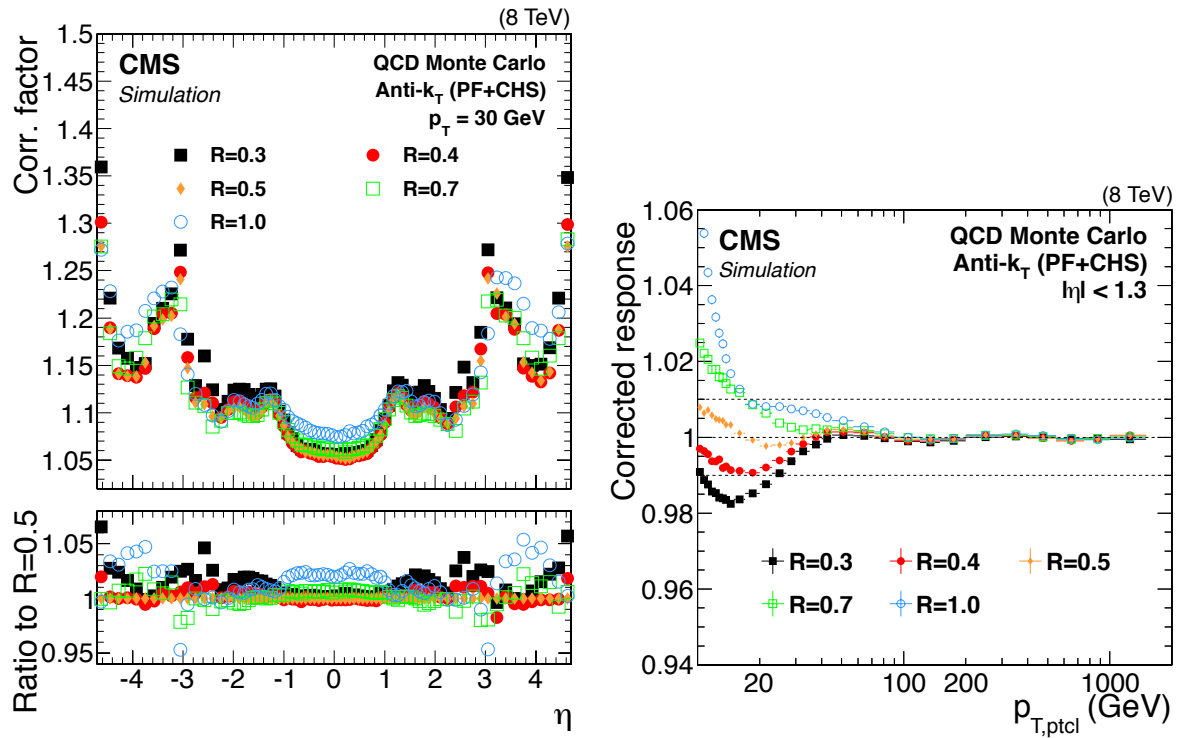 (8 TeV)
CMS
Simulation
QCD Monte Carlo
Anti-k_T (PF+CHS)
p_T = 30 GeV
R=0.3
R=0.4
R=0.5
R=0.7
R=1.0
Corr. factor
1.5
1.45
1.4
1.35
1.3
1.25
1.2
1.15
1.1
1.05
Ratio to R=0.5
1.05
1
0.95
-4 -3 -2 -1 0 1 2 3 4
η
(8 TeV)
CMS
Simulation
QCD Monte Carlo
Anti-k_T (PF+CHS)
|η| < 1.3
Corrected response
1.06
1.04
1.02
1
0.98
0.96
0.94
R=0.3
R=0.4
R=0.5
R=0.7
R=1.0
20 100 200 1000
p_T,ptcl (GeV)